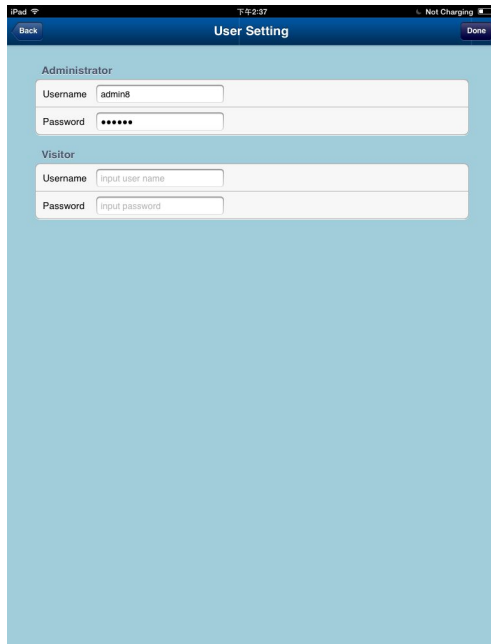 iPad 下午2:37 Not Charging
Back User Setting Done
Administrator
Username admin8
Password ••••••
Visitor
Username input user name
Password input password